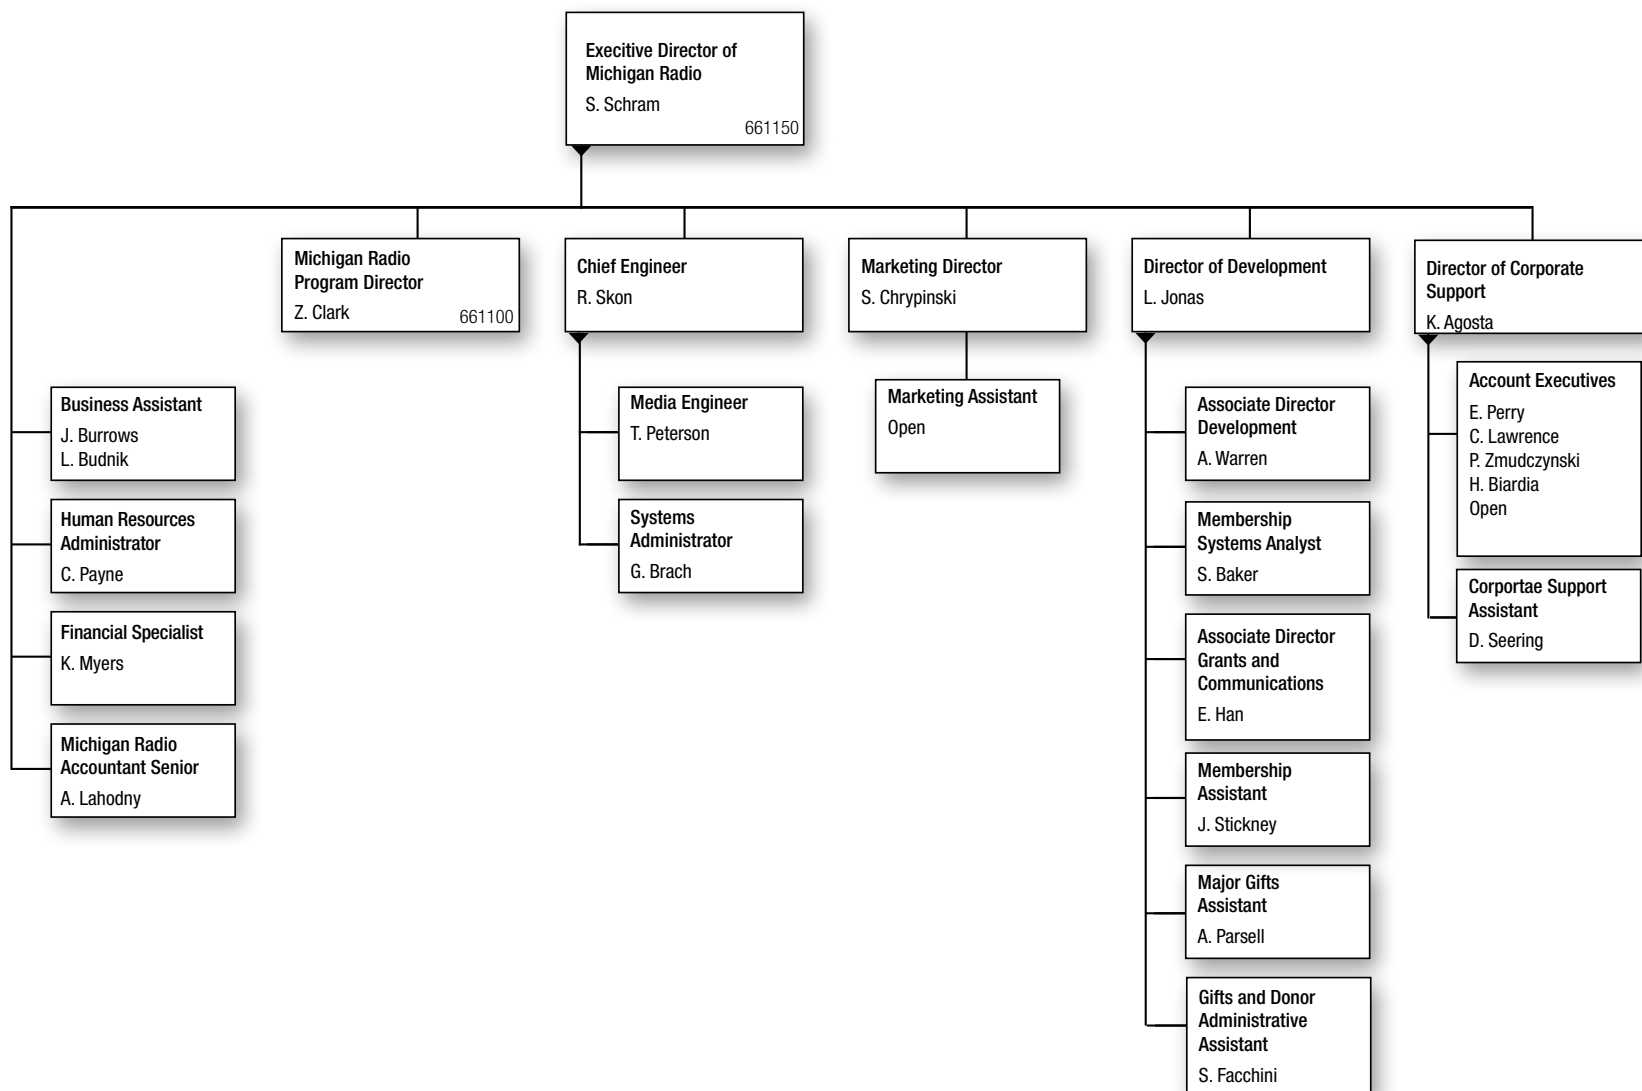 Execitive Director of
Michigan Radio
S. Schram
661150
Michigan Radio
Program Director
Z. Clark
661100
Chief Engineer
R. Skon
Marketing Director
S. Chrypinski
Director of Development
L. Jonas
Director of Corporate
Support
K. Agosta
Business Assistant
J. Burrows
L. Budnik
Human Resources
Administrator
C. Payne
Financial Specialist
K. Myers
Michigan Radio
Accountant Senior
A. Lahodny
Media Engineer
T. Peterson
Systems
Administrator
G. Brach
Marketing Assistant
Open
Associate Director
Development
A. Warren
Membership
Systems Analyst
S. Baker
Associate Director
Grants and
Communications
E. Han
Membership
Assistant
J. Stickney
Major Gifts
Assistant
A. Parsell
Gifts and Donor
Administrative
Assistant
S. Facchini
Account Executives
E. Perry
C. Lawrence
P. Zmudczynski
H. Biardia
Open
Corportae Support
Assistant
D. Seering